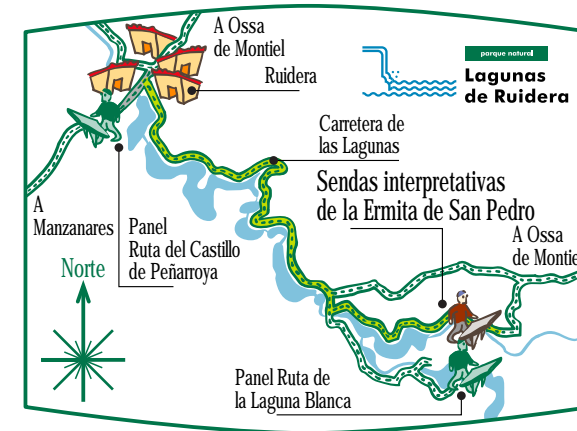 A Ossa
de Montiel
Ruidera
parque natural
Lagunas
de Ruidera
Carretera de
las Lagunas
Sendas interpretativas
de la Ermita de San Pedro
A
Manzanares
Panel
Ruta del Castillo
de Peñarroya
A Ossa
de Montie
Norte
Panel Ruta de
la Laguna Blanca